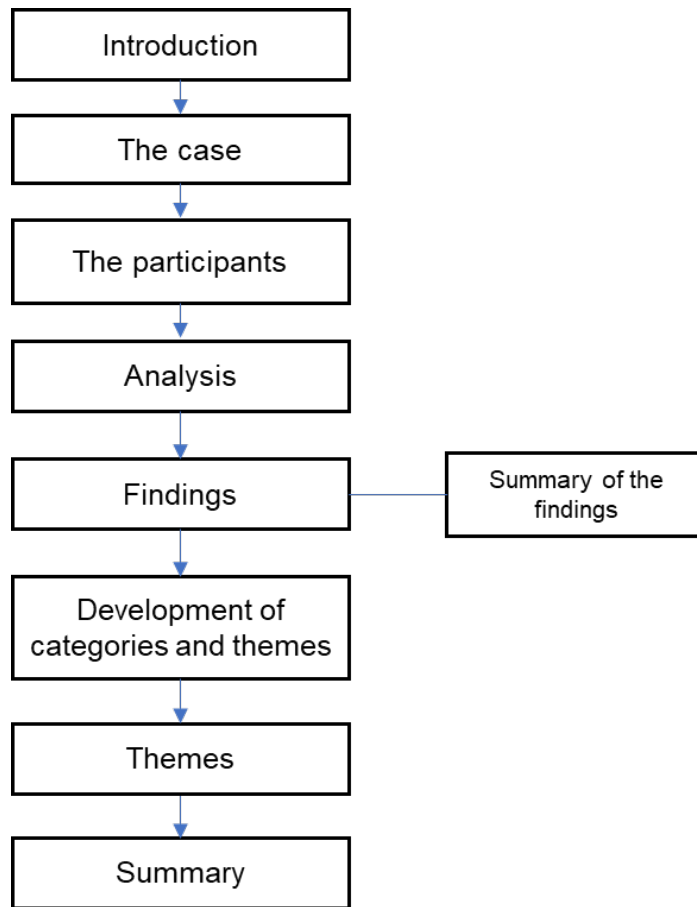 Introduction
The case
The participants
Analysis
Findings
Summary of the
findings
Development of
categories and themes
Themes
Summary